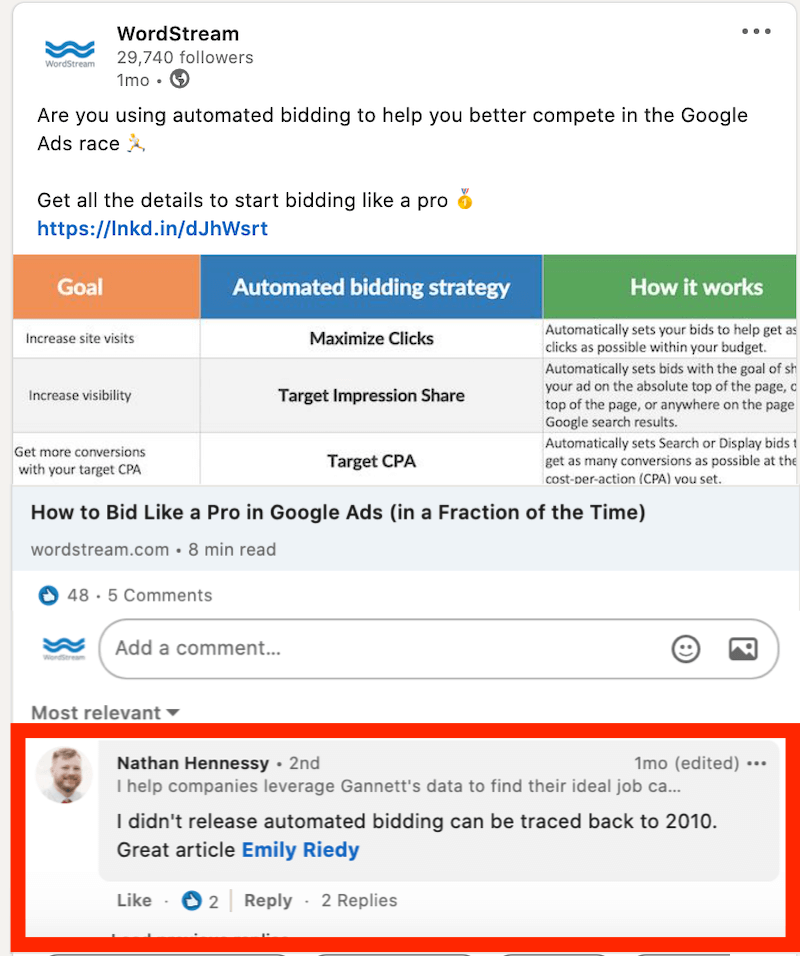 WordStream
29,740 followers
1mo •
WordStream
Are you using automated bidding to help you better compete in the Google
Ads race 🏃
Get all the details to start bidding like a pro 🥇
https://lnkd.in/dJhWsrt
Goal
Automated bidding strategy
How it works
Increase site visits
Maximize Clicks
Automatically sets your bids to help get as
clicks as possible within your budget.
Increase visibility
Target Impression Share
Automatically sets bids with the goal of
your ad on the absolute top of the page,
top of the page, or anywhere on the page
Google search results.
Get more conversions
with your target CPA
Target CPA
Automatically sets Search or Display bids
get as many conversions as possible at the
cost-per-action (CPA) you set.
How to Bid Like a Pro in Google Ads (in a Fraction of the Time)
wordstream.com • 8 min read
48 • 5 Comments
WordStream
Add a comment...
Most relevant
Nathan Hennessy • 2nd
1mo (edited) •••
I help companies leverage Gannett's data to find their ideal job ca...
I didn't release automated bidding can be traced back to 2010.
Great article Emily Riedy
Like · 2 | Reply · 2 Replies